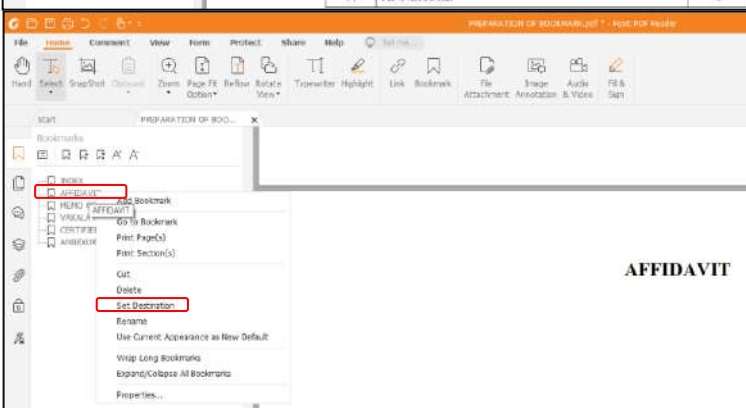 PREPARATION OF BOOKMARK.pdf * - Foxit PDF Reader
File Home Comment View Form Protect Share Help Tell me...
Hand Select SnapShot Clipboard Zoom Page Fit Option Reflow Rotate View Typewriter Highlight Link Bookmark File Attachment Image Annotation Audio & Video Fill & Sign
Start PREPARATION OF BOO...
Bookmarks
INDEX
AFFIDAVIT
MEMO
AFFIDAVIT
VAKALA
CERTIFIE
ANNEXUR
Add Bookmark
Go to Bookmark
Print Page(s)
Print Section(s)
Cut
Delete
Set Destination
Rename
Use Current Appearance as New Default
Wrap Long Bookmarks
Expand/Collapse All Bookmarks
Properties...
AFFIDAVIT